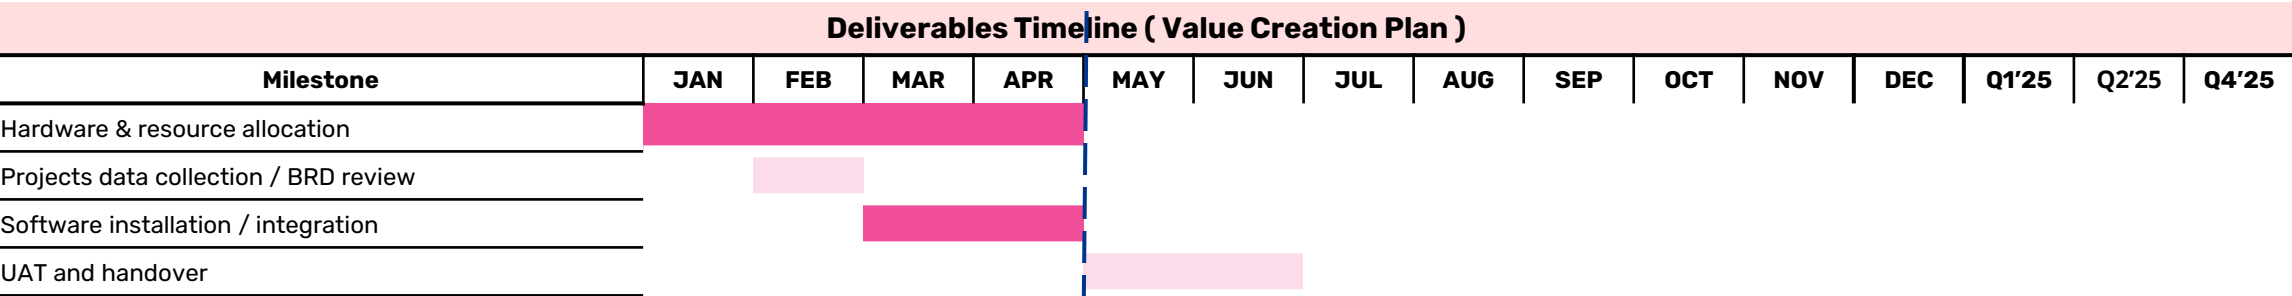 Deliverables Timeline ( Value Creation Plan )
Milestone JAN FEB MAR APR MAY JUN JUL AUG SEP OCT NOV DEC Q1’25 Q2’25 Q4’25
Hardware & resource allocation
Projects data collection / BRD review
Software installation / integration
UAT and handover